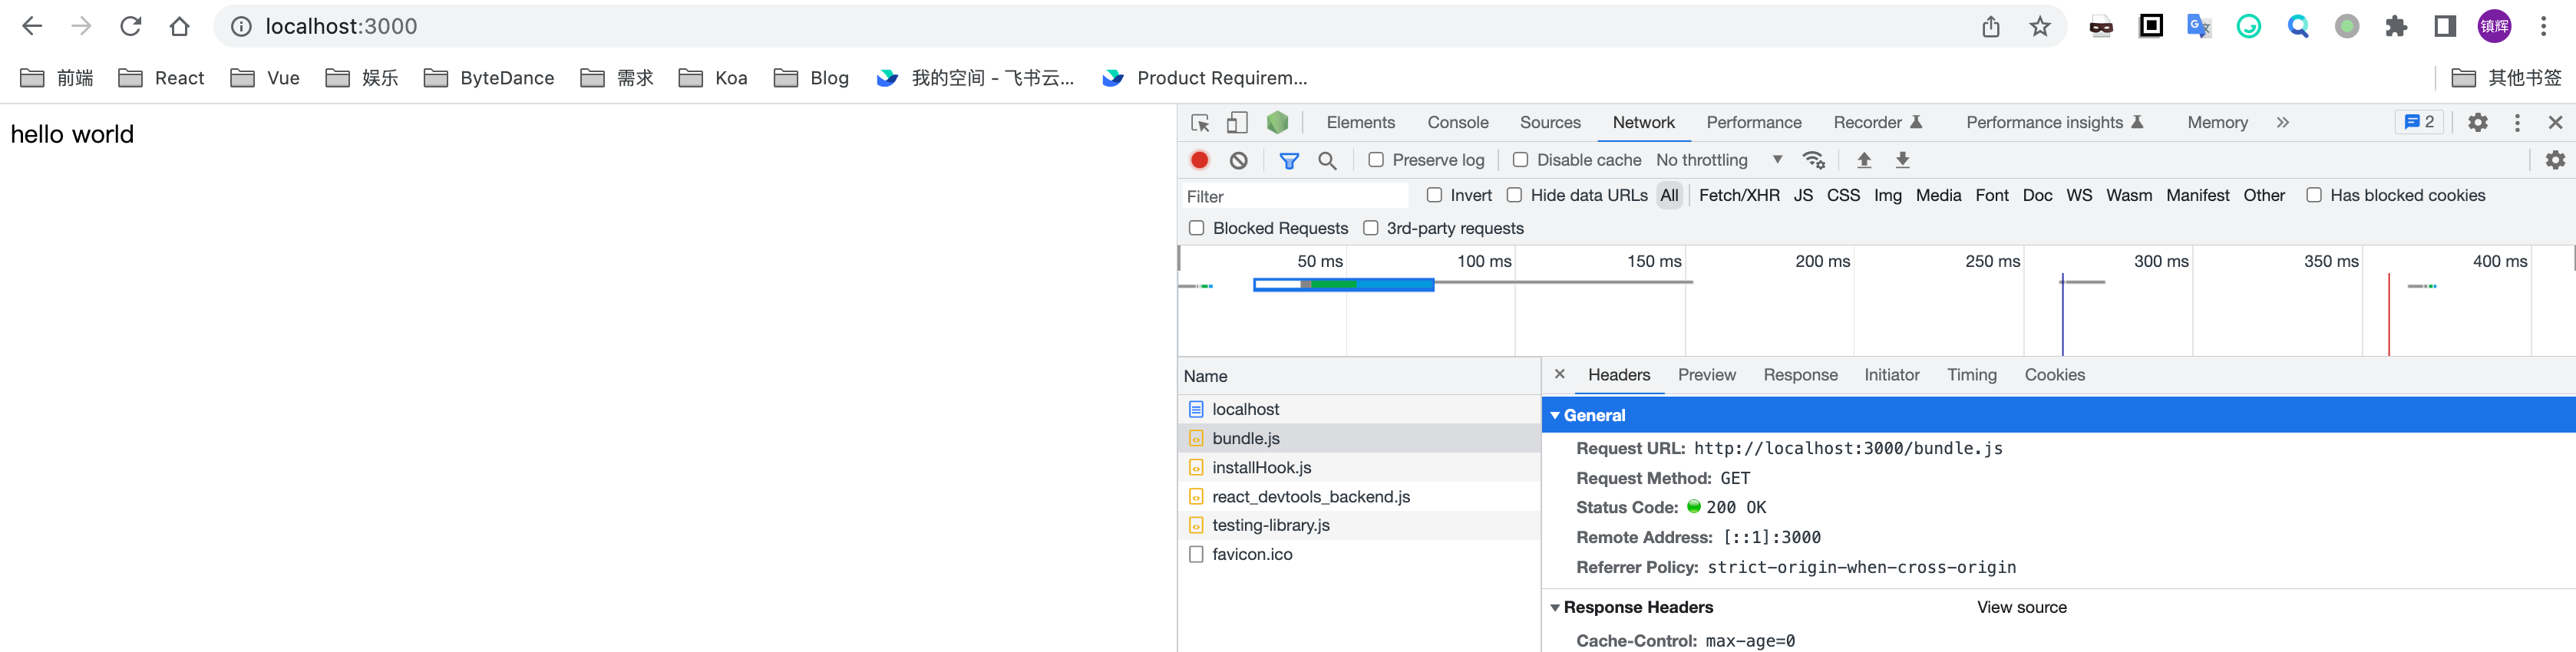 localhost:3000
镇辉
前端 React Vue 娱乐 ByteDance 需求 Koa Blog 我的空间 - 飞书云... Product Requirem... 其他书签
hello world
Elements Console Sources Network Performance Recorder Performance insights Memory 2
Preserve log Disable cache No throttling
Filter Invert Hide data URLs All Fetch/XHR JS CSS Img Media Font Doc WS Wasm Manifest Other Has blocked cookies
Blocked Requests 3rd-party requests
50 ms 100 ms 150 ms 200 ms 250 ms 300 ms 350 ms 400 ms
Name
localhost
bundle.js
installHook.js
react_devtools_backend.js
testing-library.js
favicon.ico
Headers Preview Response Initiator Timing Cookies
General
Request URL: http://localhost:3000/bundle.js
Request Method: GET
Status Code: 200 OK
Remote Address: [::1]:3000
Referrer Policy: strict-origin-when-cross-origin
Response Headers View source
Cache-Control: max-age=0